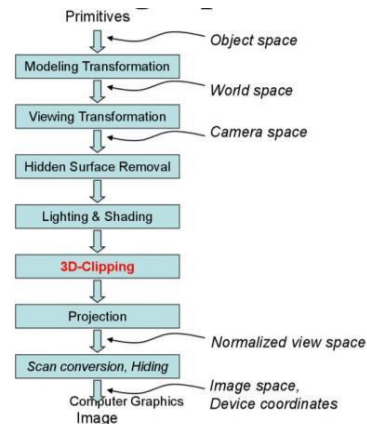 Primitives
Object space
Modeling Transformation
World space
Viewing Transformation
Camera space
Hidden Surface Removal
Lighting & Shading
3D-Clipping
Projection
Normalized view space
Scan conversion, Hiding
Image space,
Device coordinates
Computer Graphics
Image